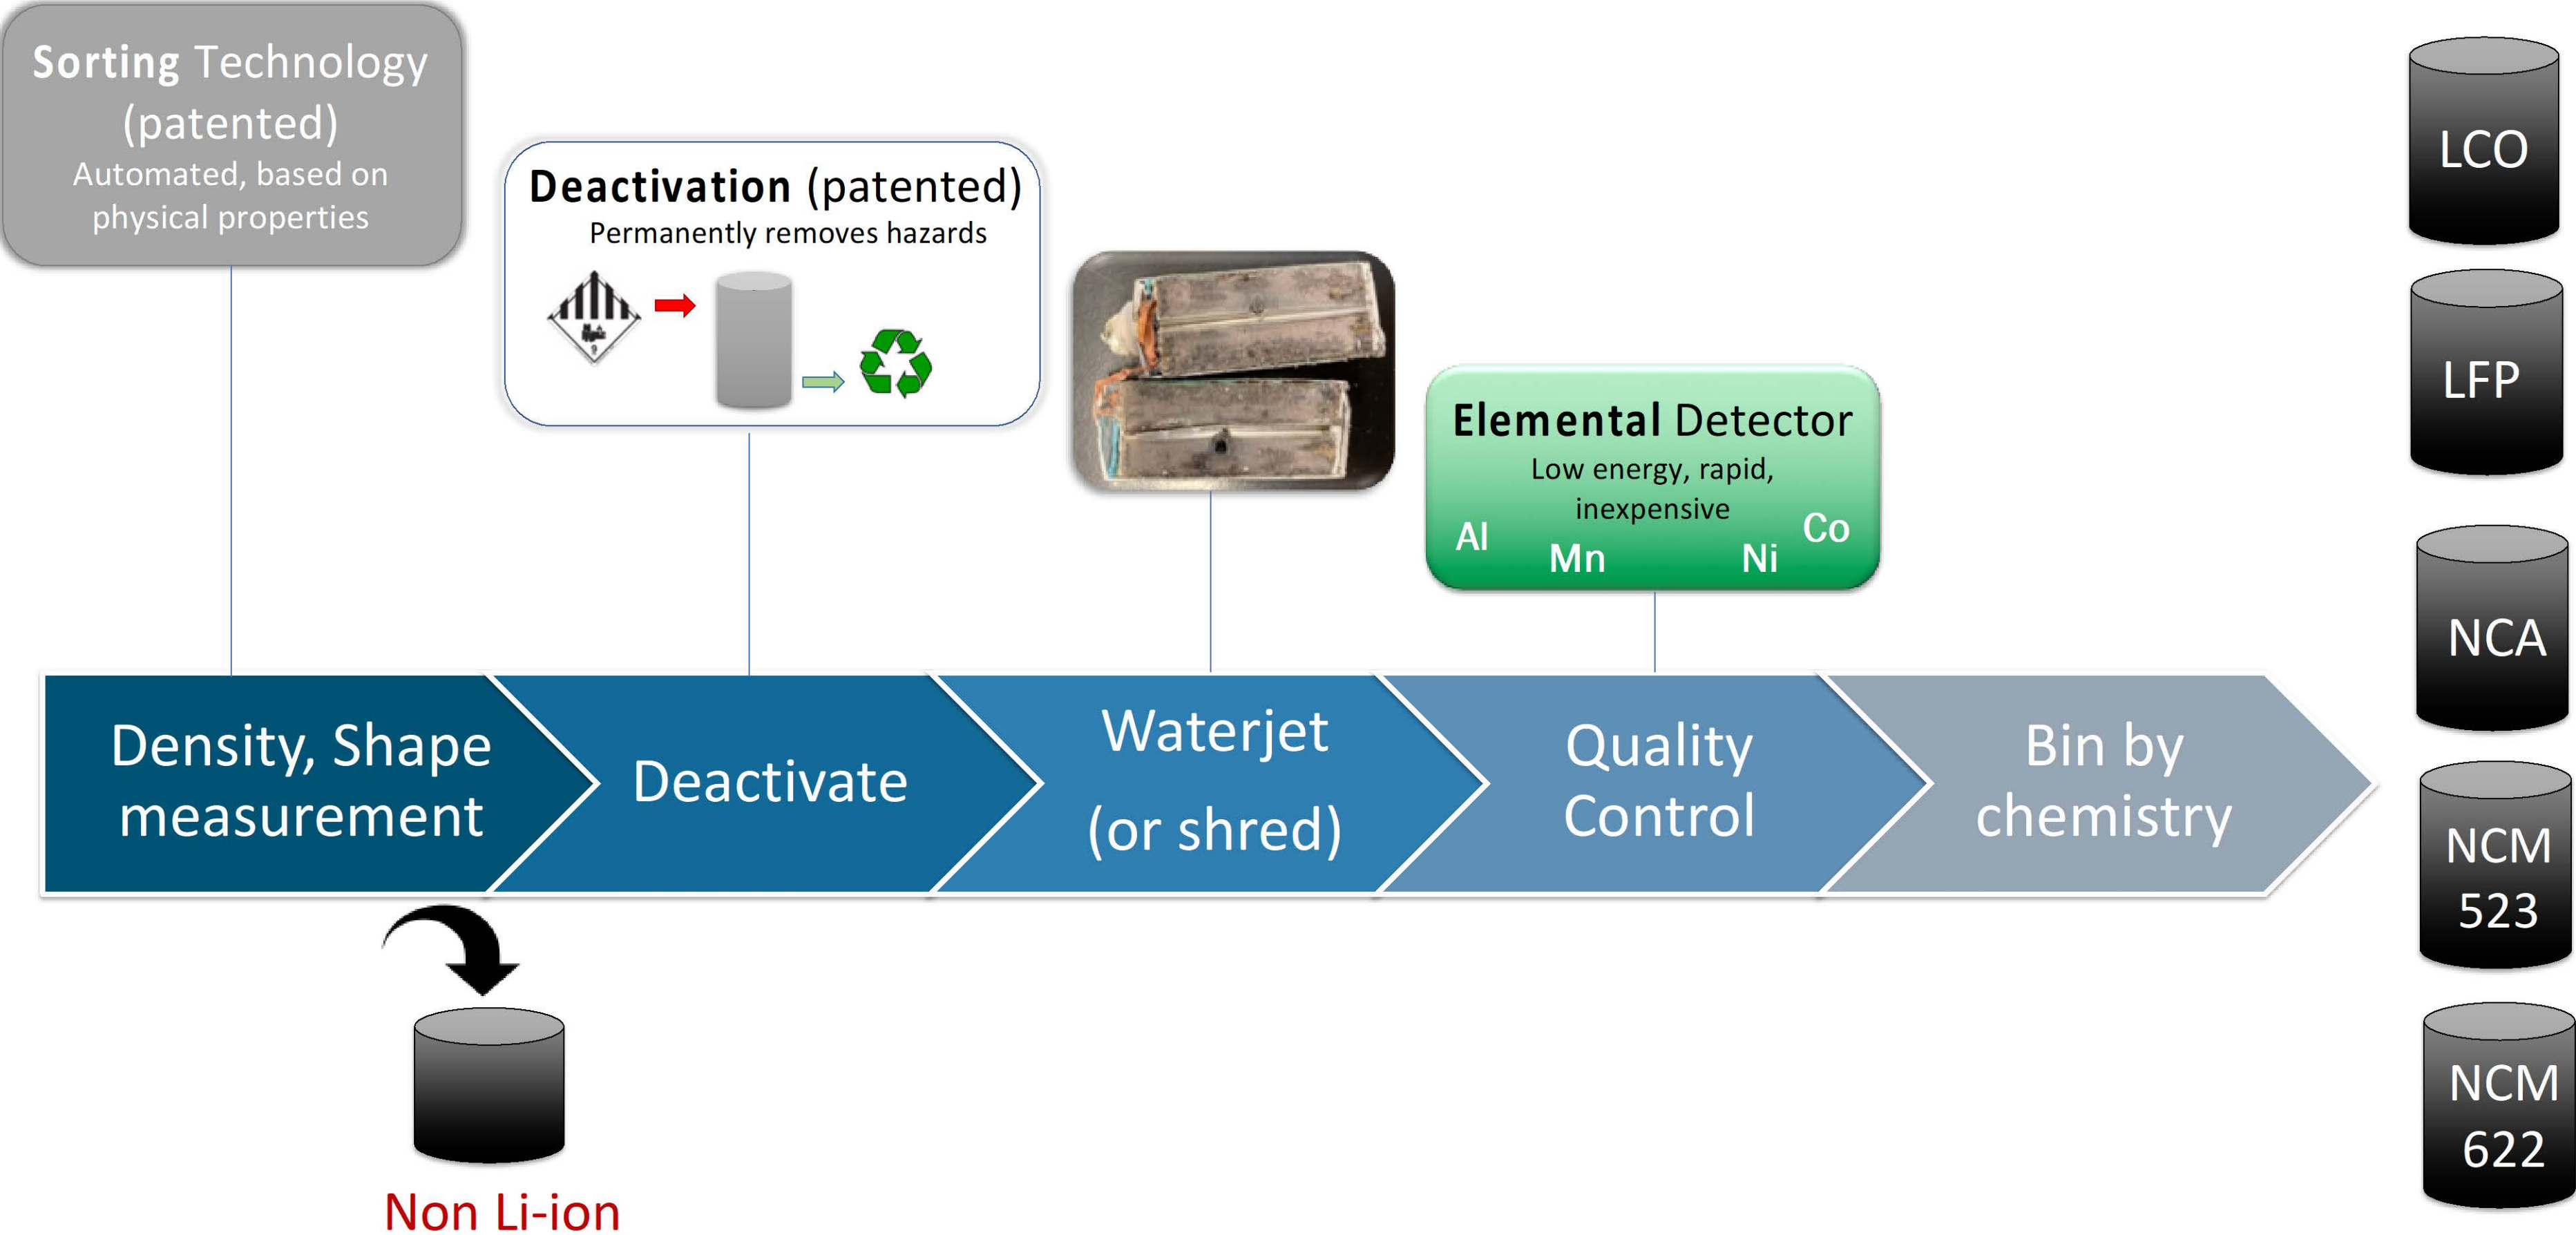 Sorting Technology
(patented)
Automated, based on
physical properties
Deactivation (patented)
Permanently removes hazards
9
Elemental Detector
Low energy, rapid,
inexpensive
Al
Mn
Ni
Co
Density, Shape
measurement
Deactivate
Waterjet
(or shred)
Quality
Control
Bin by
chemistry
Non Li-ion
LCO
LFP
NCA
NCM
523
NCM
622